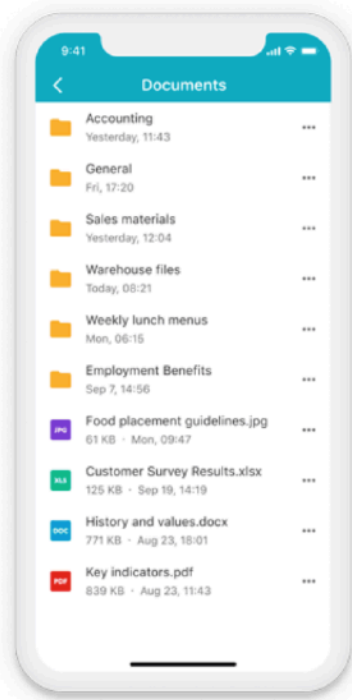 9:41
Documents
Accounting
Yesterday, 11:43
General
Fri, 17:20
Sales materials
Yesterday, 12:04
Warehouse files
Today, 08:21
Weekly lunch menus
Mon, 06:15
Employment Benefits
Sep 7, 14:56
JPG
Food placement guidelines.jpg
61 KB · Mon, 09:47
XLS
Customer Survey Results.xlsx
125 KB · Sep 19, 14:19
DOC
History and values.docx
771 KB · Aug 23, 18:01
PDF
Key indicators.pdf
839 KB · Aug 23, 11:43